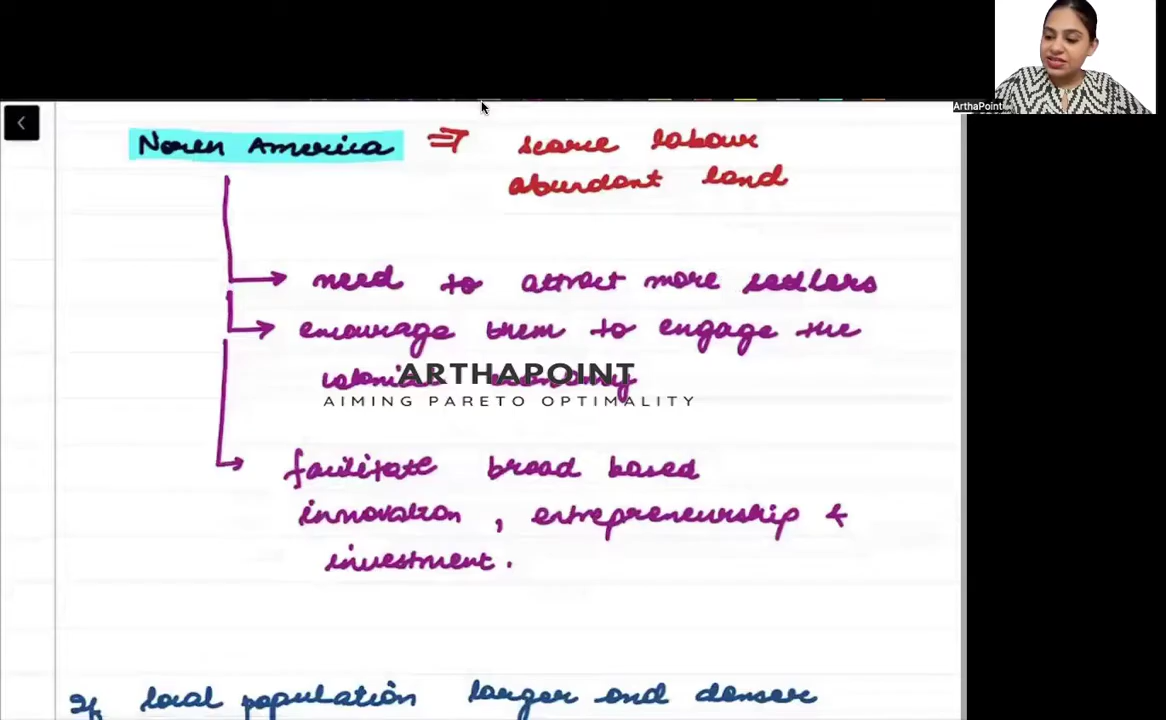 ArthaPoint
North America ⇒ scarce labour
abundant land
need to attract more settlers
encourage them to engage the
ARTHAPOINT
AIMING PARETO OPTIMALITY
facilitate broad based
innovation, entrepreneurship &
investment.
If local population larger and denser